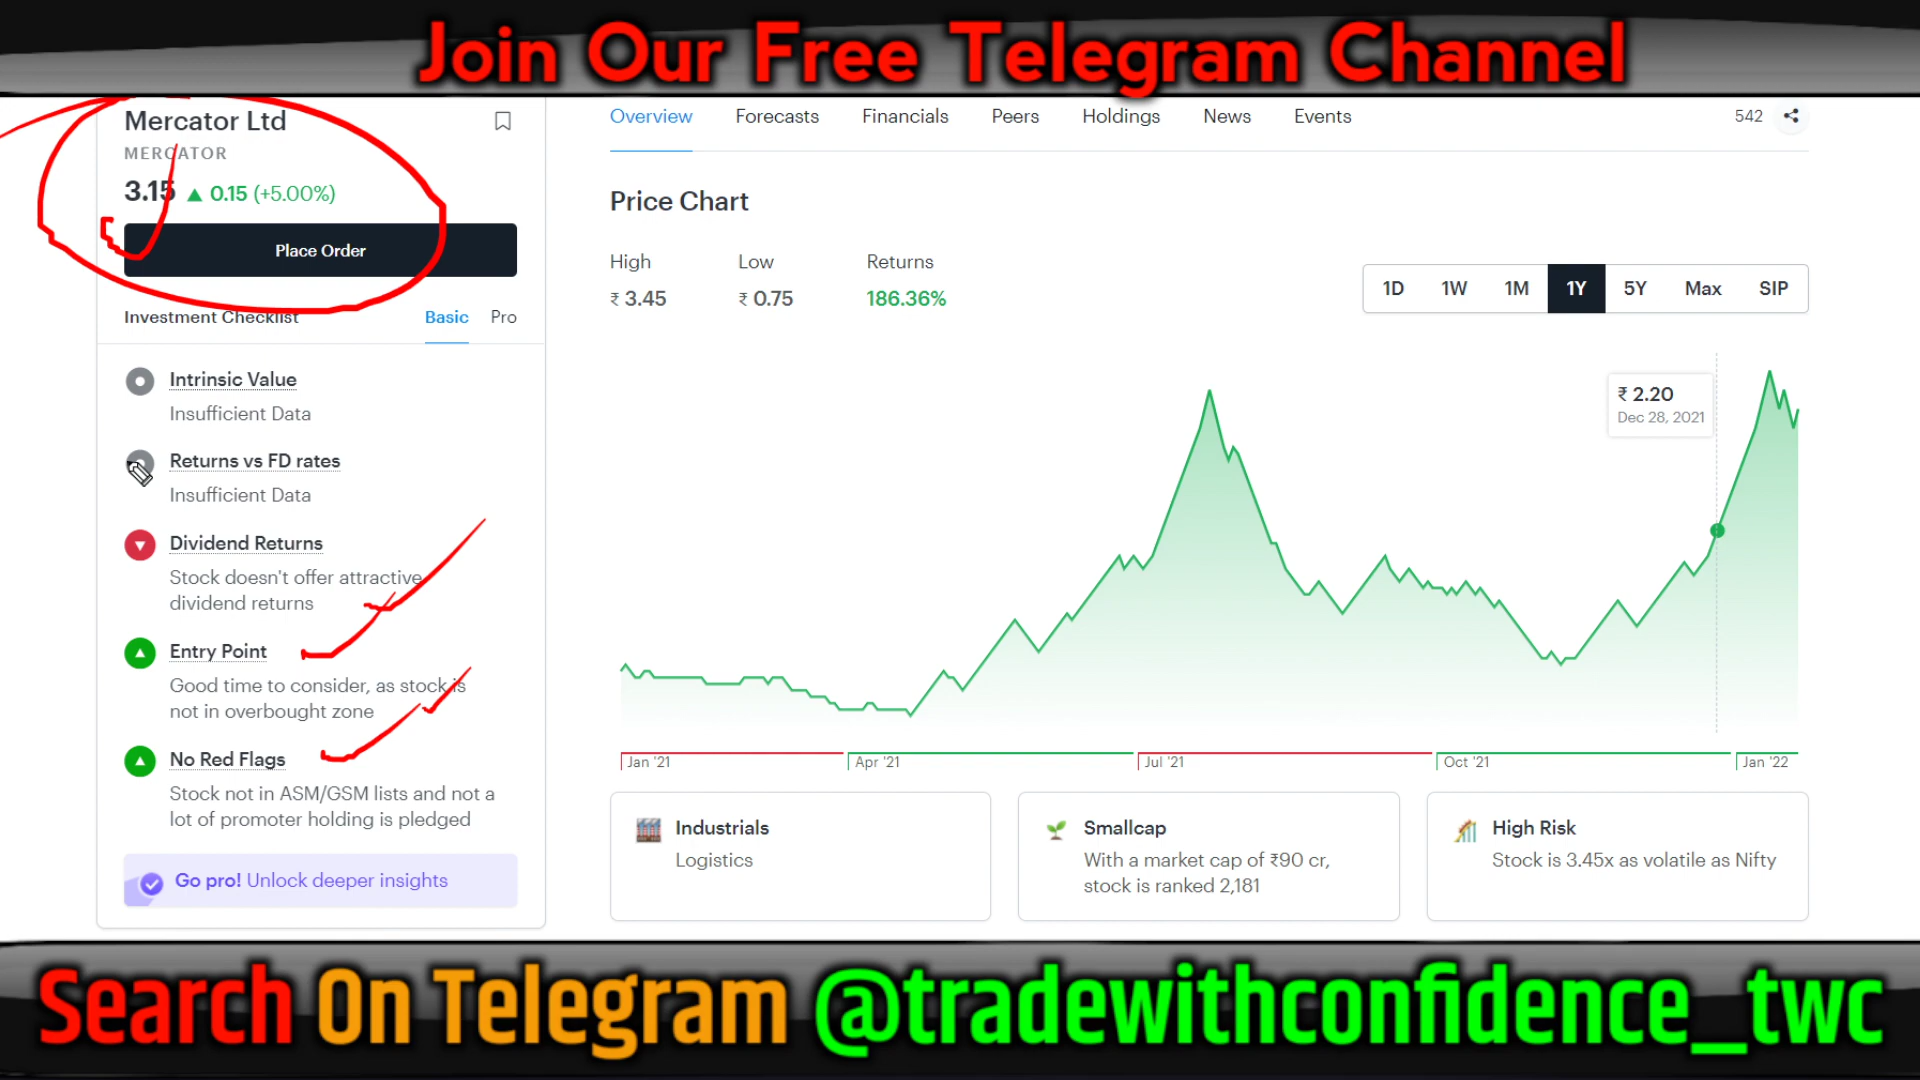 Join Our Free Telegram Channel
Mercator Ltd
MERCATOR
3.15 ▲ 0.15 (+5.00%)
Place Order
Investment Checklist Basic Pro
Intrinsic Value
Insufficient Data
Returns vs FD rates
Insufficient Data
Dividend Returns
Stock doesn't offer attractive
dividend returns
Entry Point
Good time to consider, as stock is
not in overbought zone
No Red Flags
Stock not in ASM/GSM lists and not a
lot of promoter holding is pledged
Go pro! Unlock deeper insights
Overview Forecasts Financials Peers Holdings News Events 542
Price Chart
High Low Returns
₹ 3.45 ₹ 0.75 186.36%
1D 1W 1M 1Y 5Y Max SIP
₹ 2.20
Dec 28, 2021
Jan '21 Apr '21 Jul '21 Oct '21 Jan '22
Industrials
Logistics
Smallcap
With a market cap of ₹90 cr,
stock is ranked 2,181
High Risk
Stock is 3.45x as volatile as Nifty
Search On Telegram @tradewithconfidence_twc